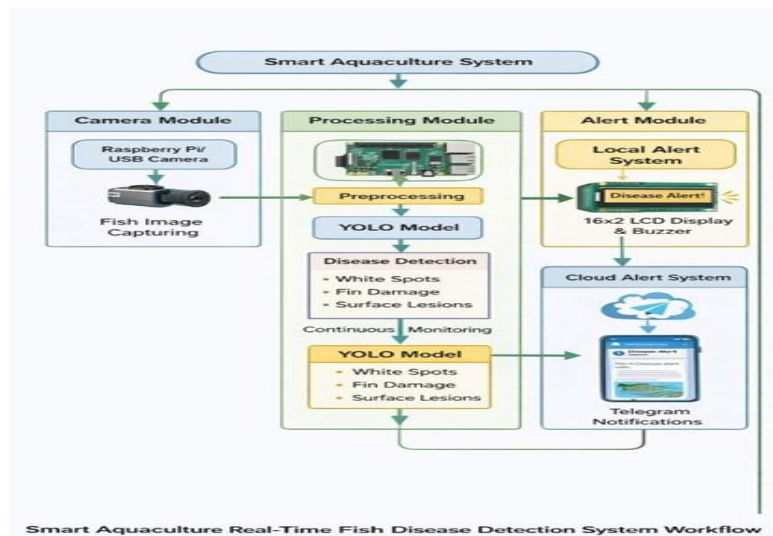 Smart Aquaculture System
Camera Module
Raspberry Pi/
USB Camera
Fish Image
Capturing
Processing Module
Preprocessing
YOLO Model
Disease Detection
• White Spots
• Fin Damage
• Surface Lesions
Continuous Monitoring
YOLO Model
• White Spots
• Fin Damage
• Surface Lesions
Alert Module
Local Alert
System
Disease Alert!
16x2 LCD Display
& Buzzer
Cloud Alert System
Disease Alert
Telegram
Notifications
Smart Aquaculture Real-Time Fish Disease Detection System Workflow